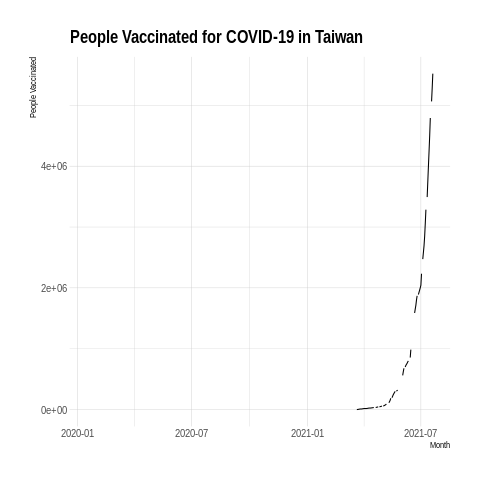 People Vaccinated for COVID-19 in Taiwan
People Vaccinated
4e+06
2e+06
0e+00
2020-01 2020-07 2021-01 2021-07
Month